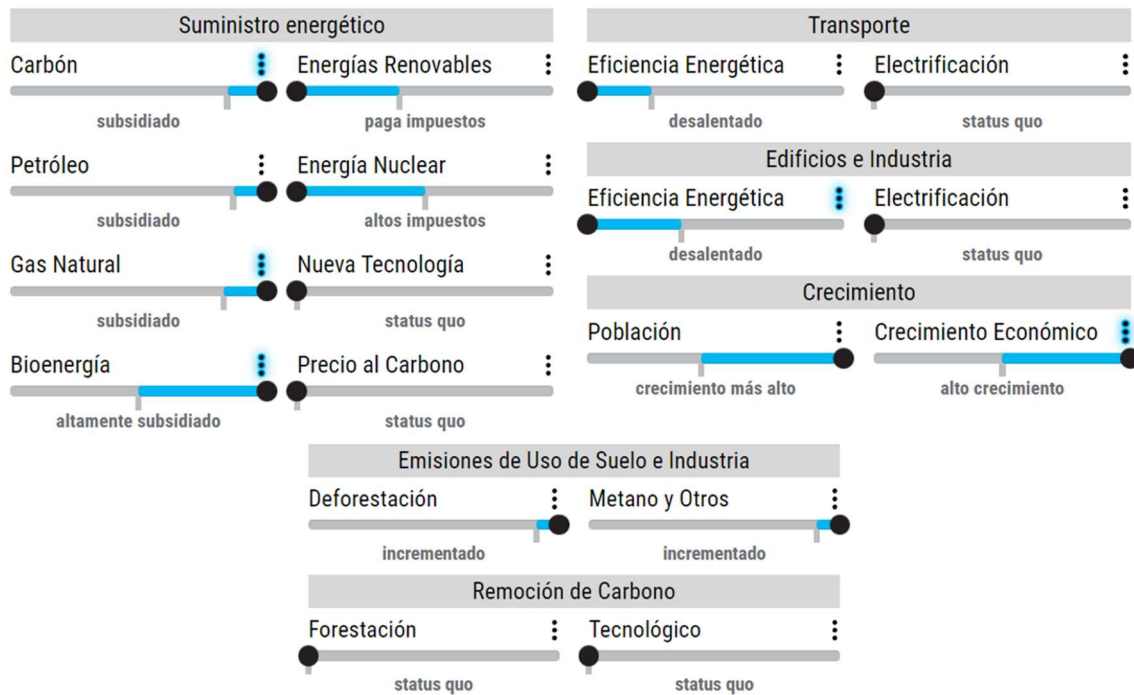 Suministro energético
Carbón
Energías Renovables
subsidiado
paga impuestos
Petróleo
Energía Nuclear
subsidiado
altos impuestos
Gas Natural
Nueva Tecnología
subsidiado
status quo
Bioenergía
Precio al Carbono
altamente subsidiado
status quo
Transporte
Eficiencia Energética
Electrificación
desalentado
status quo
Edificios e Industria
Eficiencia Energética
Electrificación
desalentado
status quo
Crecimiento
Población
Crecimiento Económico
crecimiento más alto
alto crecimiento
Emisiones de Uso de Suelo e Industria
Deforestación
Metano y Otros
incrementado
incrementado
Remoción de Carbono
Forestación
Tecnológico
status quo
status quo